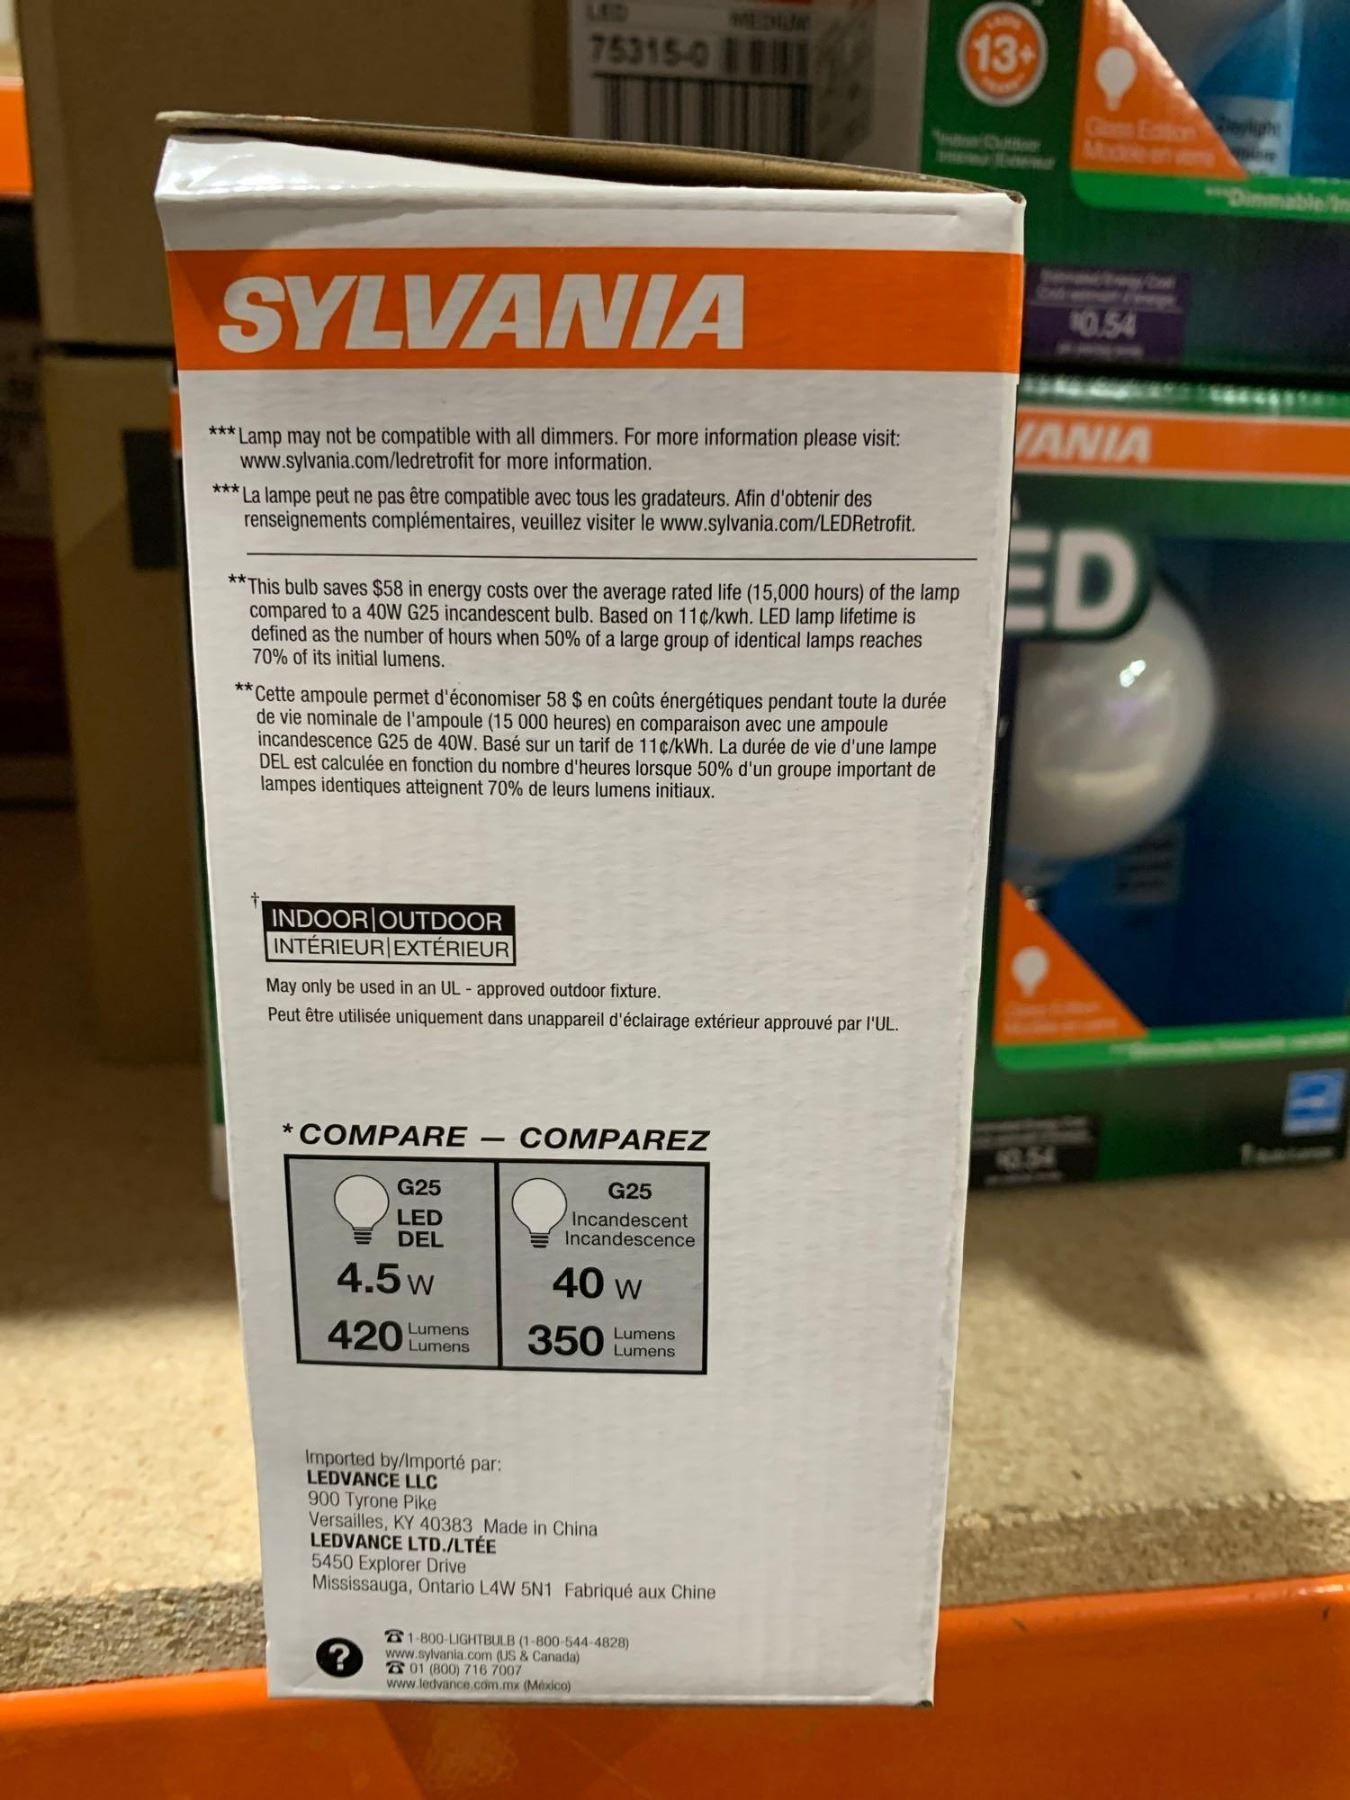 LED MEDIUM
75315-0
13+
Daylight
Glass Edition
Modèle en verre
$0.54
SYLVANIA
***Lamp may not be compatible with all dimmers. For more information please visit:
www.sylvania.com/ledretrofit for more information.
***La lampe peut ne pas être compatible avec tous les gradateurs. Afin d'obtenir des
renseignements complémentaires, veuillez visiter le www.sylvania.com/LEDRetrofit.
**This bulb saves $58 in energy costs over the average rated life (15,000 hours) of the lamp
compared to a 40W G25 incandescent bulb. Based on 11¢/kwh. LED lamp lifetime is
defined as the number of hours when 50% of a large group of identical lamps reaches
70% of its initial lumens.
**Cette ampoule permet d'économiser 58 $ en coûts énergétiques pendant toute la durée
de vie nominale de l'ampoule (15 000 heures) en comparaison avec une ampoule
incandescence G25 de 40W. Basé sur un tarif de 11¢/kWh. La durée de vie d'une lampe
DEL est calculée en fonction du nombre d'heures lorsque 50% d'un groupe important de
lampes identiques atteignent 70% de leurs lumens initiaux.
† INDOOR|OUTDOOR
INTÉRIEUR|EXTÉRIEUR
May only be used in an UL - approved outdoor fixture.
Peut être utilisée uniquement dans unappareil d'éclairage extérieur approuvé par l'UL.
*COMPARE — COMPAREZ
G25
LED
DEL
4.5 W
420 Lumens
Lumens
G25
Incandescent
Incandescence
40 W
350 Lumens
Lumens
Imported by/Importé par:
LEDVANCE LLC
900 Tyrone Pike
Versailles, KY 40383 Made in China
LEDVANCE LTD./LTÉE
5450 Explorer Drive
Mississauga, Ontario L4W 5N1 Fabriqué aux Chine
?
☎ 1-800-LIGHTBULB (1-800-544-4828)
www.sylvania.com (US & Canada)
☎ 01 (800) 716 7007
www.ledvance.com.mx (México)
VANIA
ED